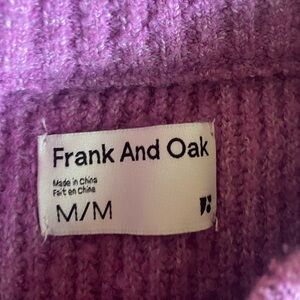 Frank And Oak
Made in China
Fait en Chine
M/M